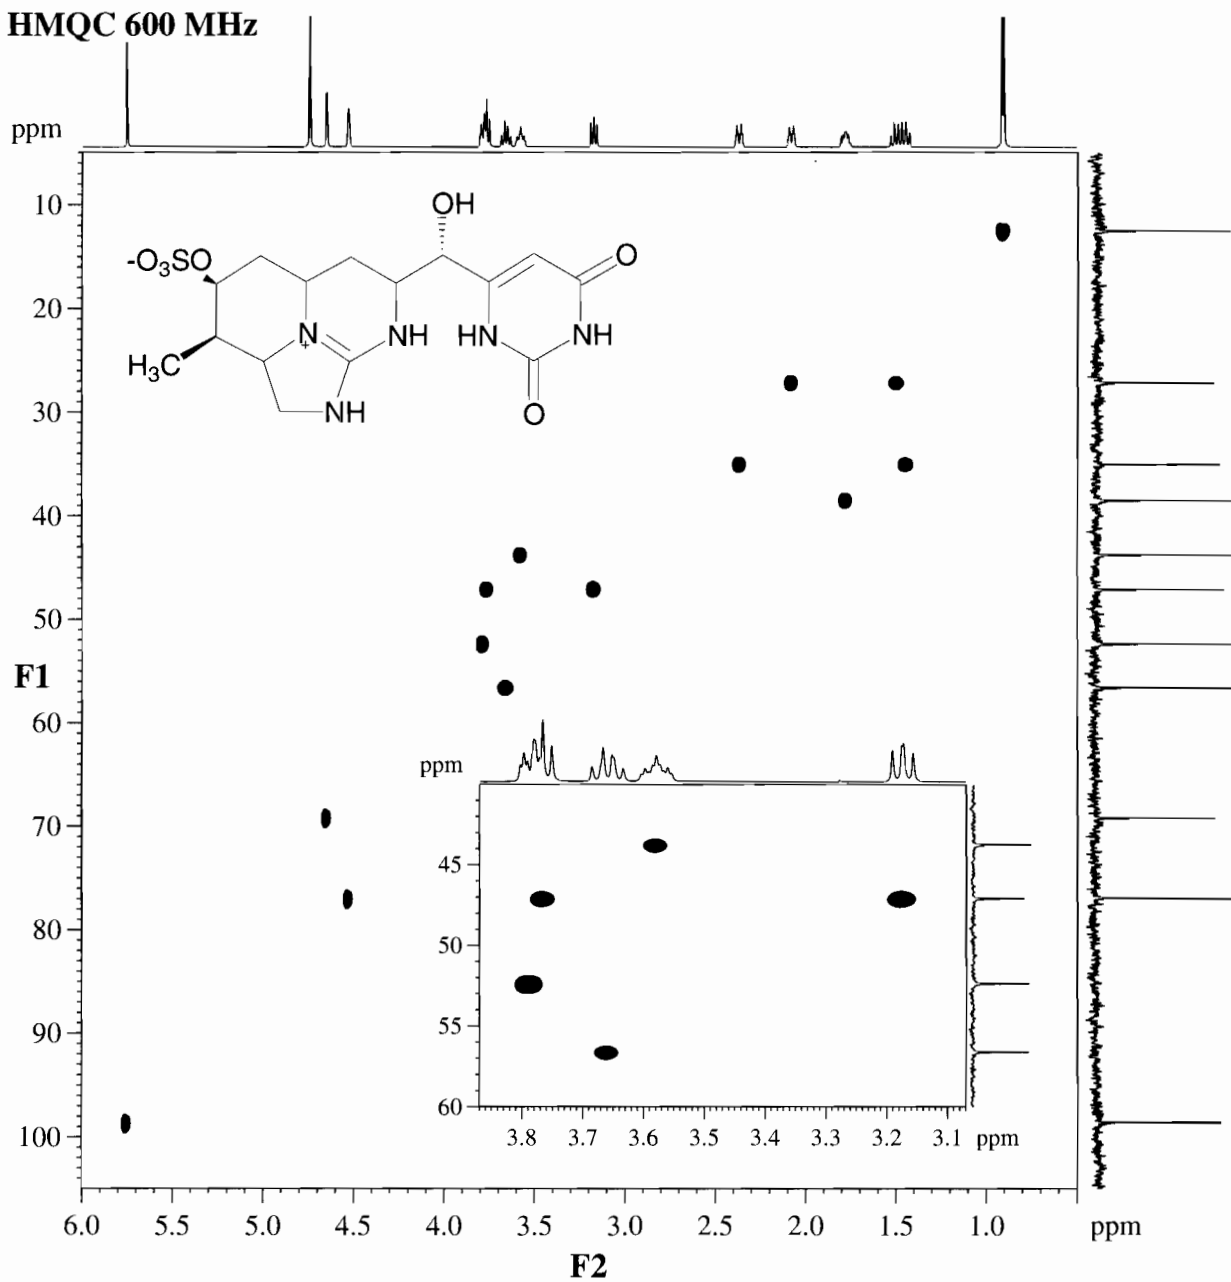 HMQC 600 MHz
ppm
10
20
30
40
50
F1
60
70
80
90
100
OH
-O3SO
O
N
+
NH
HN
NH
H3C
NH
O
ppm
45
50
55
60
3.8 3.7 3.6 3.5 3.4 3.3 3.2 3.1 ppm
6.0 5.5 5.0 4.5 4.0 3.5 3.0 2.5 2.0 1.5 1.0 ppm
F2